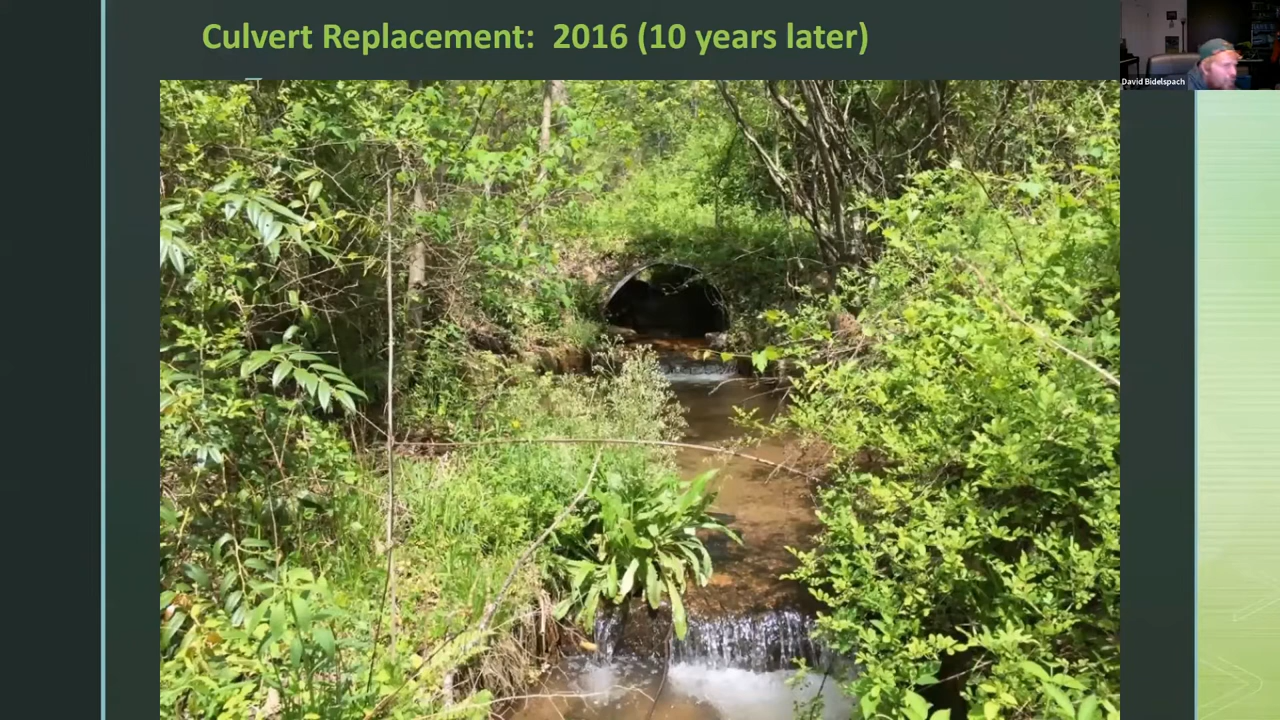 Culvert Replacement:  2016 (10 years later)
David Bidelspach